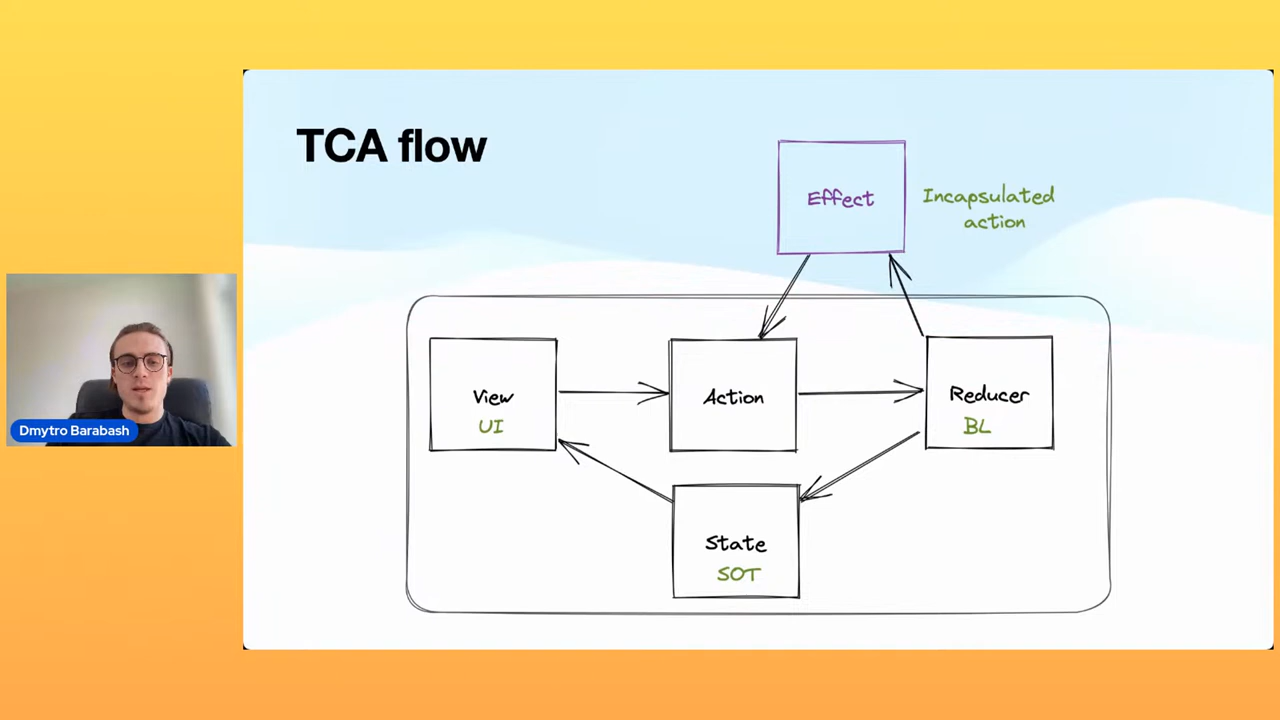 TCA flow
Effect
Incapsulated
action
View
UI
Action
Reducer
BL
State
SOT
Dmytro Barabash